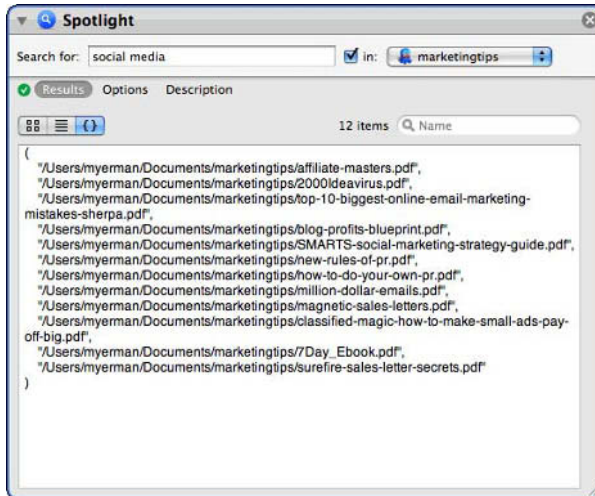 Spotlight
Search for: social media in: marketingtips
Results Options Description
{} 12 items Name
(
"/Users/myerman/Documents/marketingtips/affiliate-masters.pdf",
"/Users/myerman/Documents/marketingtips/2000Ideavirus.pdf",
"/Users/myerman/Documents/marketingtips/top-10-biggest-online-email-marketing-
mistakes-sherpa.pdf",
"/Users/myerman/Documents/marketingtips/blog-profits-blueprint.pdf",
"/Users/myerman/Documents/marketingtips/SMARTS-social-marketing-strategy-guide.pdf",
"/Users/myerman/Documents/marketingtips/new-rules-of-pr.pdf",
"/Users/myerman/Documents/marketingtips/how-to-do-your-own-pr.pdf",
"/Users/myerman/Documents/marketingtips/million-dollar-emails.pdf",
"/Users/myerman/Documents/marketingtips/magnetic-sales-letters.pdf",
"/Users/myerman/Documents/marketingtips/classified-magic-how-to-make-small-ads-pay-
off-big.pdf",
"/Users/myerman/Documents/marketingtips/7Day_Ebook.pdf",
"/Users/myerman/Documents/marketingtips/surefire-sales-letter-secrets.pdf"
)